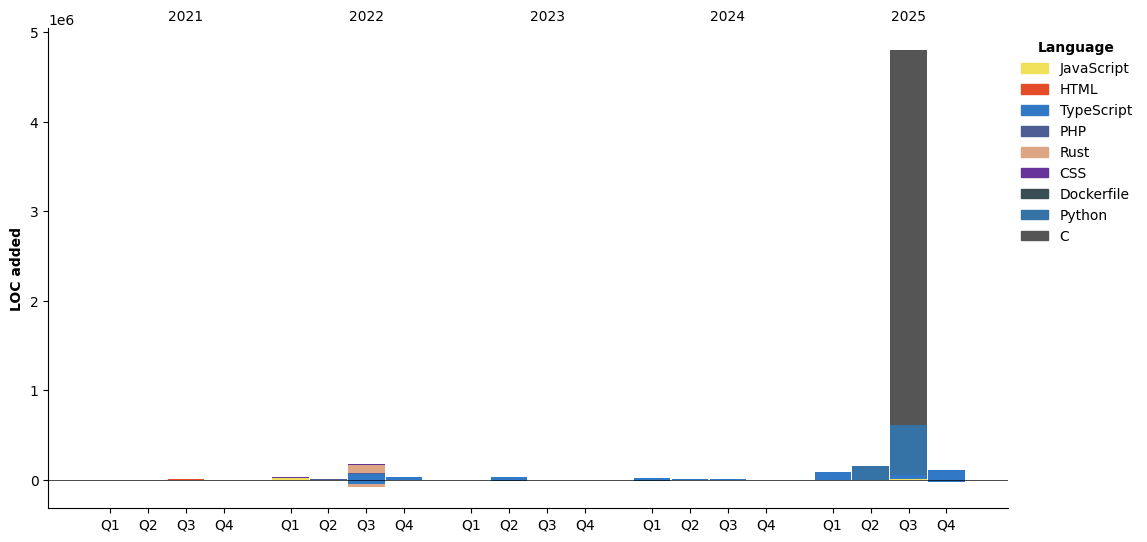 2021 2022 2023 2024 2025
1e6
5
4
3
2
1
0
LOC added
Q1 Q2 Q3 Q4 Q1 Q2 Q3 Q4 Q1 Q2 Q3 Q4 Q1 Q2 Q3 Q4 Q1 Q2 Q3 Q4
Language
JavaScript
HTML
TypeScript
PHP
Rust
CSS
Dockerfile
Python
C